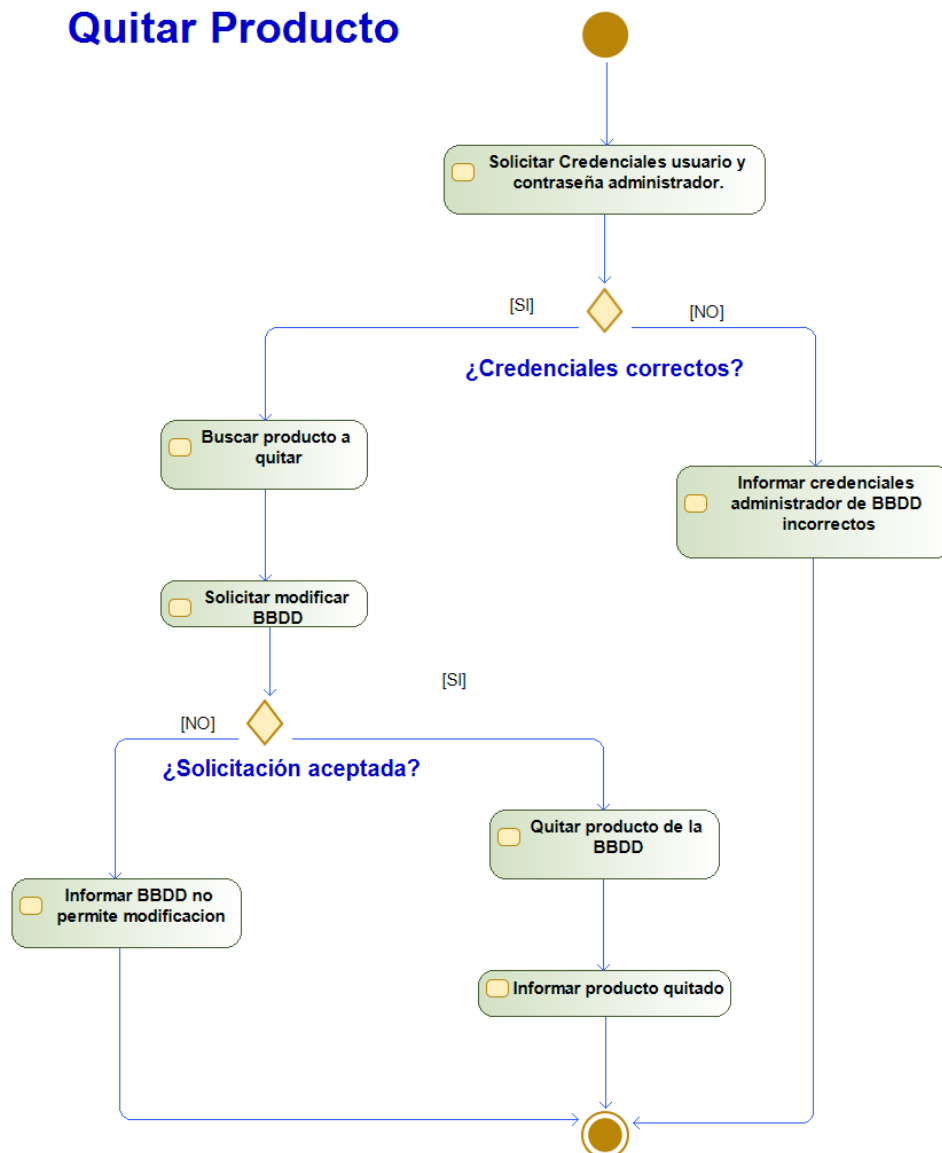 Quitar Producto
Solicitar Credenciales usuario y
contraseña administrador.
[SI]
[NO]
¿Credenciales correctos?
Buscar producto a
quitar
Informar credenciales
administrador de BBDD
incorrectos
Solicitar modificar
BBDD
[SI]
[NO]
¿Solicitación aceptada?
Quitar producto de la
BBDD
Informar BBDD no
permite modificacion
Informar producto quitado